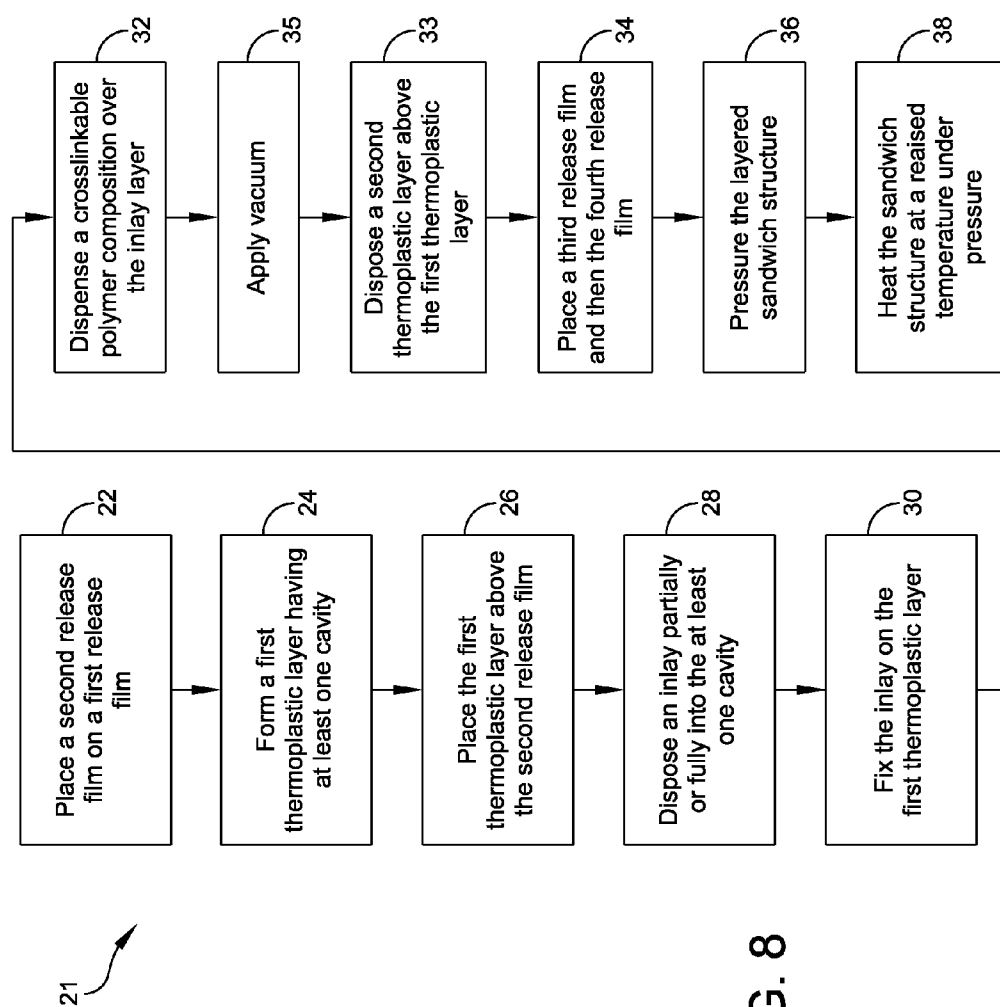 21
Place a second release
film on a first release
film
22
Form a first
thermoplastic layer having
at least one cavity
24
Place the first
thermoplastic layer above
the second release film
26
Dispose an inlay partially
or fully into the at least
one cavity
28
Fix the inlay on the
first thermoplastic layer
30
Dispense a crosslinkable
polymer composition over
the inlay layer
32
Apply vacuum
35
Dispose a second
thermoplastic layer above
the first thermoplastic
layer
33
Place a third release film
and then the fourth release
film
34
Pressure the layered
sandwich structure
36
Heat the sandwich
structure at a reaised
temperature under
pressure
38
G. 8